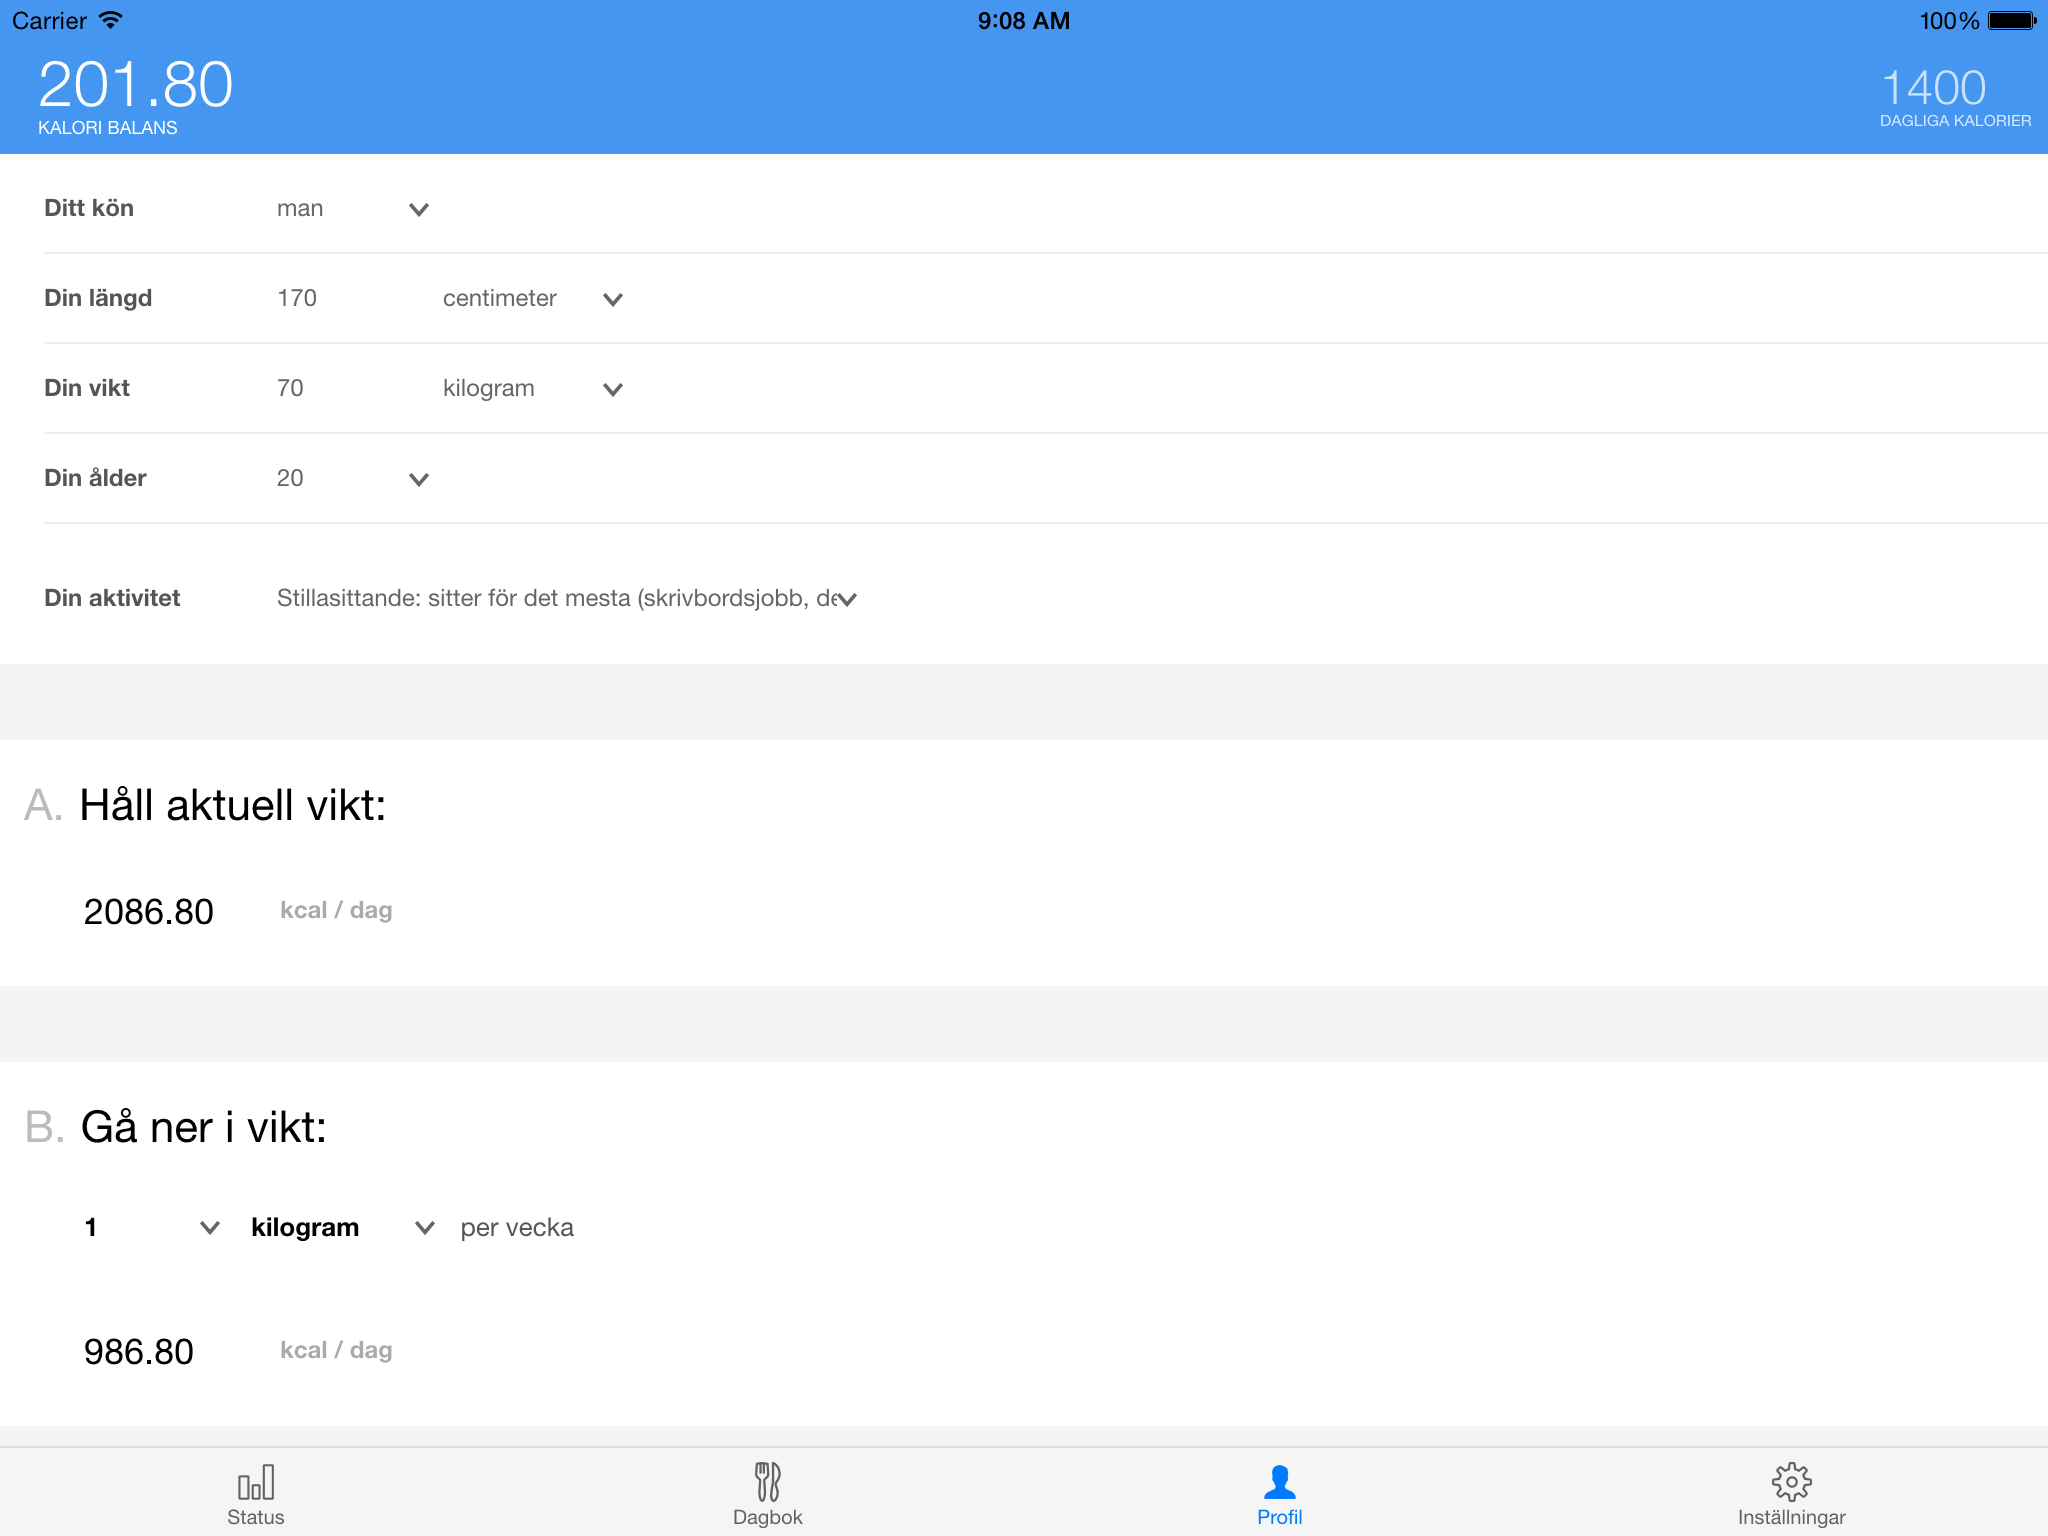 Carrier 9:08 AM 100%
201.80 1400
KALORI BALANS DAGLIGA KALORIER
Ditt kön man
Din längd 170 centimeter
Din vikt 70 kilogram
Din ålder 20
Din aktivitet Stillasittande: sitter för det mesta (skrivbordsjobb,
A. Håll aktuell vikt:
2086.80 kcal / dag
B. Gå ner i vikt:
1 kilogram per vecka
986.80 kcal / dag
Status Dagbok Profil Inställningar